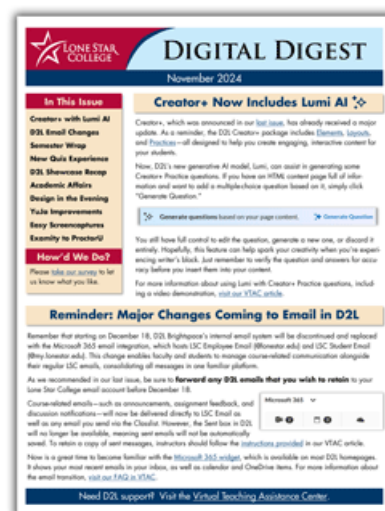 LONE STAR
COLLEGE
DIGITAL DIGEST
November 2024
In This Issue
Creator+ with Lumi AI
D2L Email Changes
Semester Wrap
New Quiz Experience
D2L Showcase Recap
Academic Affairs
Design in the Evening
YuJa Improvements
Easy Screencaptures
Examity to ProctorU
How'd We Do?
Please take our survey to let
us know what you like.
Creator+ Now Includes Lumi AI
Creator+, which was announced in our last issue, has already received a major
update. As a reminder, the D2L Creator+ package includes Elements, Layouts,
and Practices—all designed to help you create engaging, interactive content for
your students.
Now, D2L's new generative AI model, Lumi, can assist in generating some
Creator+ Practice questions. If you have an HTML content page full of infor-
mation and want to add a multiple-choice question based on it, simply click
"Generate Question."
Generate questions based on your page content. Generate Question
You still have full control to edit the question, generate a new one, or discard it
entirely. Hopefully, this feature can help spark your creativity when you're experi-
encing writer's block. Just remember to verify the question and answers for accu-
racy before you insert them into your content.
For more information about using Lumi with Creator+ Practice questions, includ-
ing a video demonstration, visit our VTAC article.
Reminder: Major Changes Coming to Email in D2L
Remember that starting on December 18, D2L Brightspace's internal email system will be discontinued and replaced
with the Microsoft 365 email integration, which hosts LSC Employee Email (@lonestar.edu) and LSC Student Email
(@my.lonestar.edu). This change enables faculty and students to manage course-related communication alongside
their regular LSC emails, consolidating all messages in one familiar platform.
As we recommended in our last issue, be sure to forward any D2L emails that you wish to retain to your
Lone Star College account before December 18.
Course-related emails—such as announcements, assignment feedback, and
discussion notifications—will now be delivered directly to LSC Email as
well as any email you send via the Classlist. However, the Sent box in D2L
will no longer be available, meaning sent emails will not be automatically
saved. To retain a copy of sent messages, instructors should follow the instructions provided in our VTAC article.
Microsoft 365
Now is a great time to become familiar with the Microsoft 365 widget, which is available on most D2L homepages.
It shows your most recent emails in your inbox, as well as calendar and OneDrive items. For more information about
the email transition, visit our FAQ in VTAC.
Need D2L support? Visit the Virtual Teaching Assistance Center.